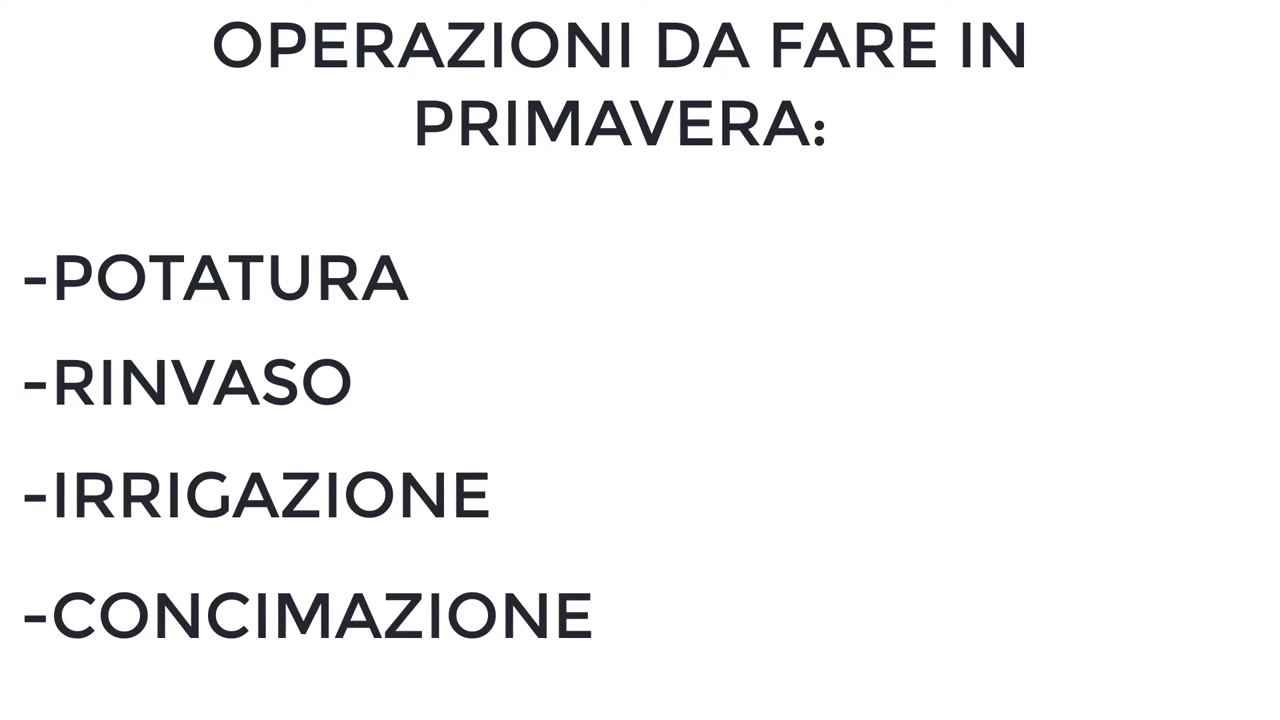 OPERAZIONI DA FARE IN
PRIMAVERA:
-POTATURA
-RINVASO
-IRRIGAZIONE
-CONCIMAZIONE